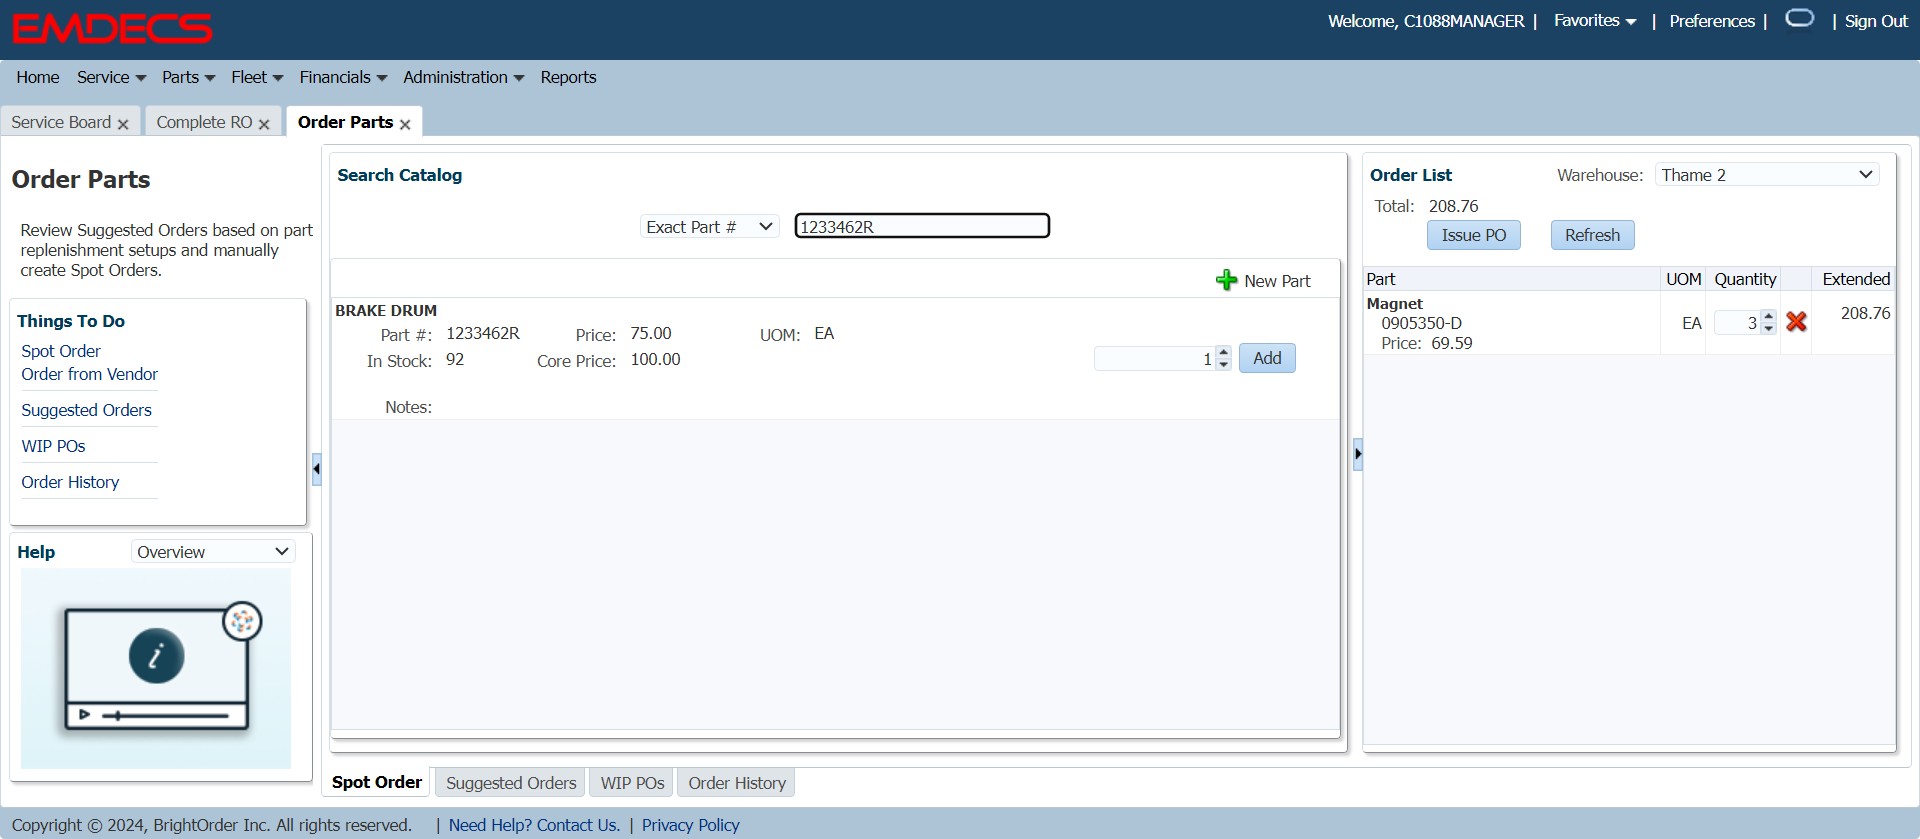 EMDECS
Welcome, C1088MANAGER | Favorites | Preferences | | Sign Out
Home Service Parts Fleet Financials Administration Reports
Service Board Complete RO Order Parts
Order Parts
Review Suggested Orders based on part
replenishment setups and manually
create Spot Orders.
Things To Do
Spot Order
Order from Vendor
Suggested Orders
WIP POs
Order History
Help Overview
i
Search Catalog
Exact Part # 1233462R
New Part
BRAKE DRUM
Part #: 1233462R Price: 75.00 UOM: EA
In Stock: 92 Core Price: 100.00 1 Add
Notes:
Order List Warehouse: Thame 2
Total: 208.76
Issue PO Refresh
Part UOM Quantity Extended
Magnet
0905350-D EA 3 208.76
Price: 69.59
Spot Order Suggested Orders WIP POs Order History
Copyright © 2024, BrightOrder Inc. All rights reserved. | Need Help? Contact Us. | Privacy Policy